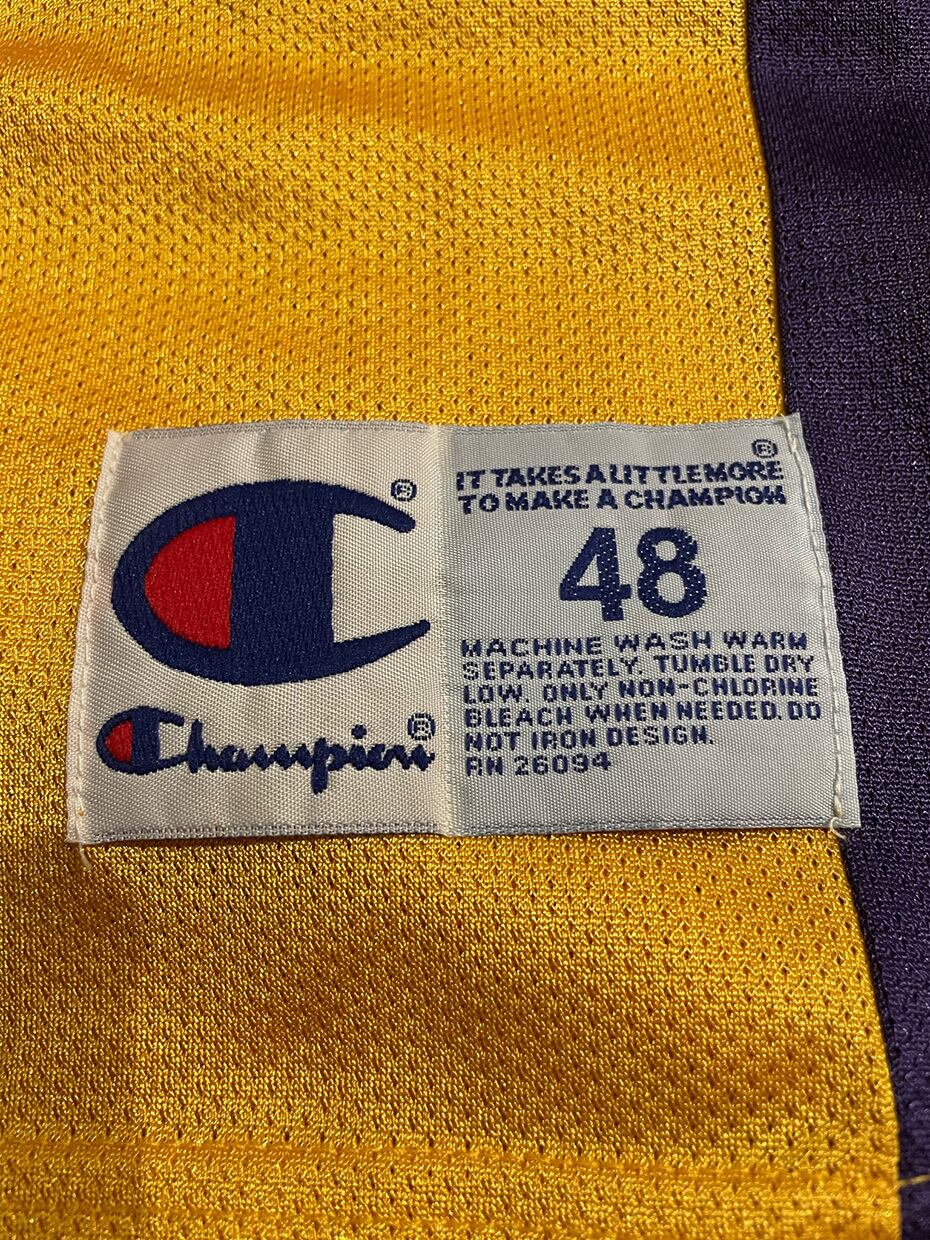 ®
Champion®
®
IT TAKES A LITTLE MORE
TO MAKE A CHAMPION
48
MACHINE WASH WARM
SEPARATELY. TUMBLE DRY
LOW. ONLY NON-CHLORINE
BLEACH WHEN NEEDED. DO
NOT IRON DESIGN.
RN 26094